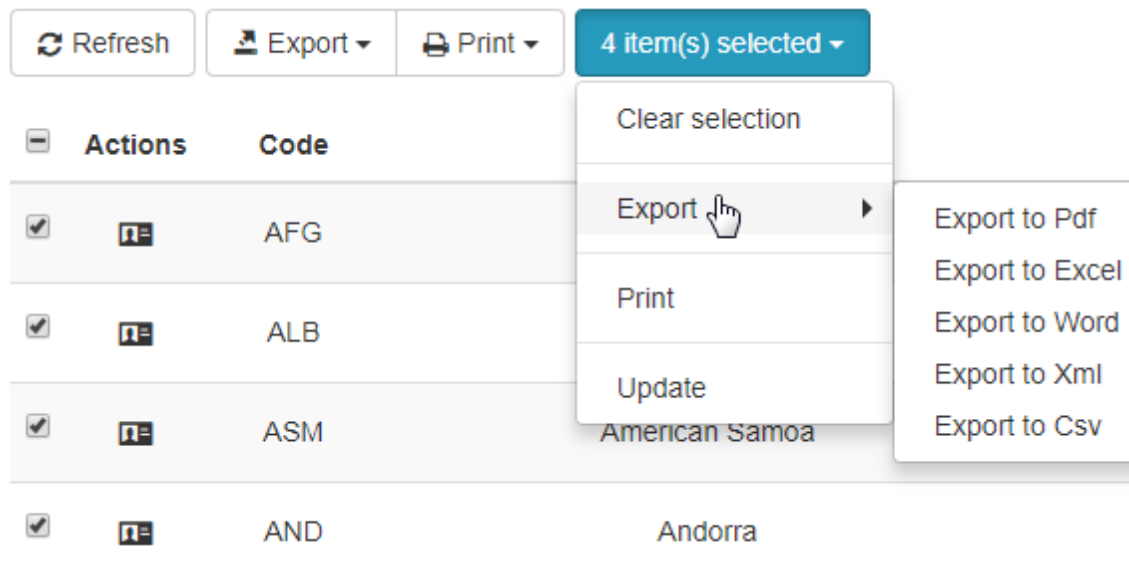 Refresh Export Print 4 item(s) selected
Clear selection
Actions Code
Export
Export to Pdf
AFG
Export to Excel
Print
Export to Word
ALB
Export to Xml
Update
Export to Csv
ASM American Samoa
AND Andorra